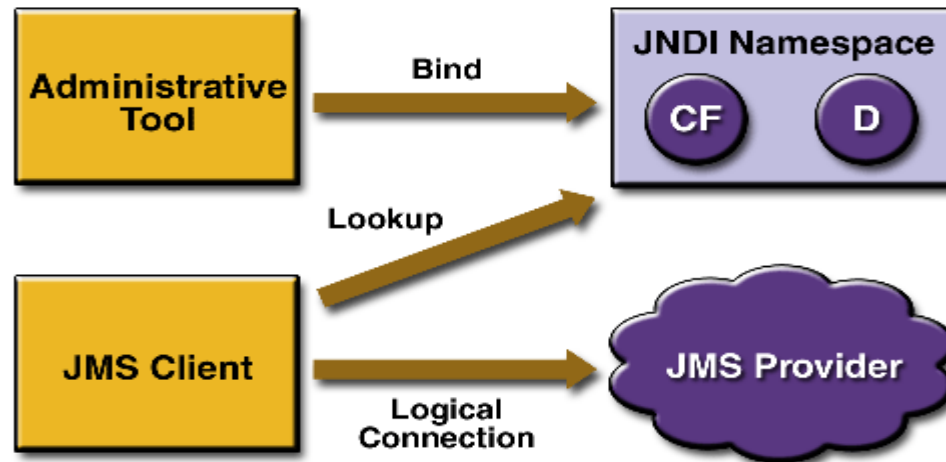 Administrative
Tool
Bind
JNDI Namespace
CF
D
Lookup
JMS Client
Logical
Connection
JMS Provider